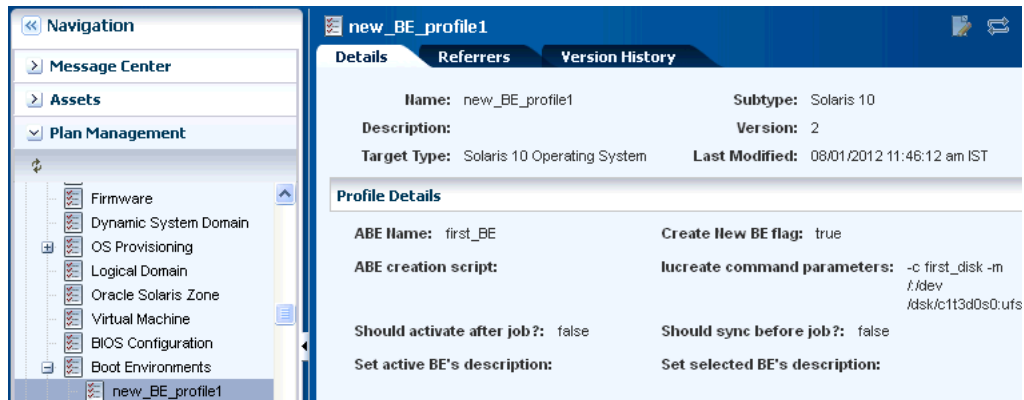 Navigation
Message Center
Assets
Plan Management
Firmware
Dynamic System Domain
OS Provisioning
Logical Domain
Oracle Solaris Zone
Virtual Machine
BIOS Configuration
Boot Environments
new_BE_profile1
new_BE_profile1
Details Referrers Version History
Name: new_BE_profile1 Subtype: Solaris 10
Description: Version: 2
Target Type: Solaris 10 Operating System Last Modified: 08/01/2012 11:46:12 am IST
Profile Details
ABE Name: first_BE Create New BE flag: true
ABE creation script: lucreate command parameters: -c first_disk -m
/:/dev
/dsk/c1t3d0s0:ufs
Should activate after job?: false Should sync before job?: false
Set active BE's description: Set selected BE's description: